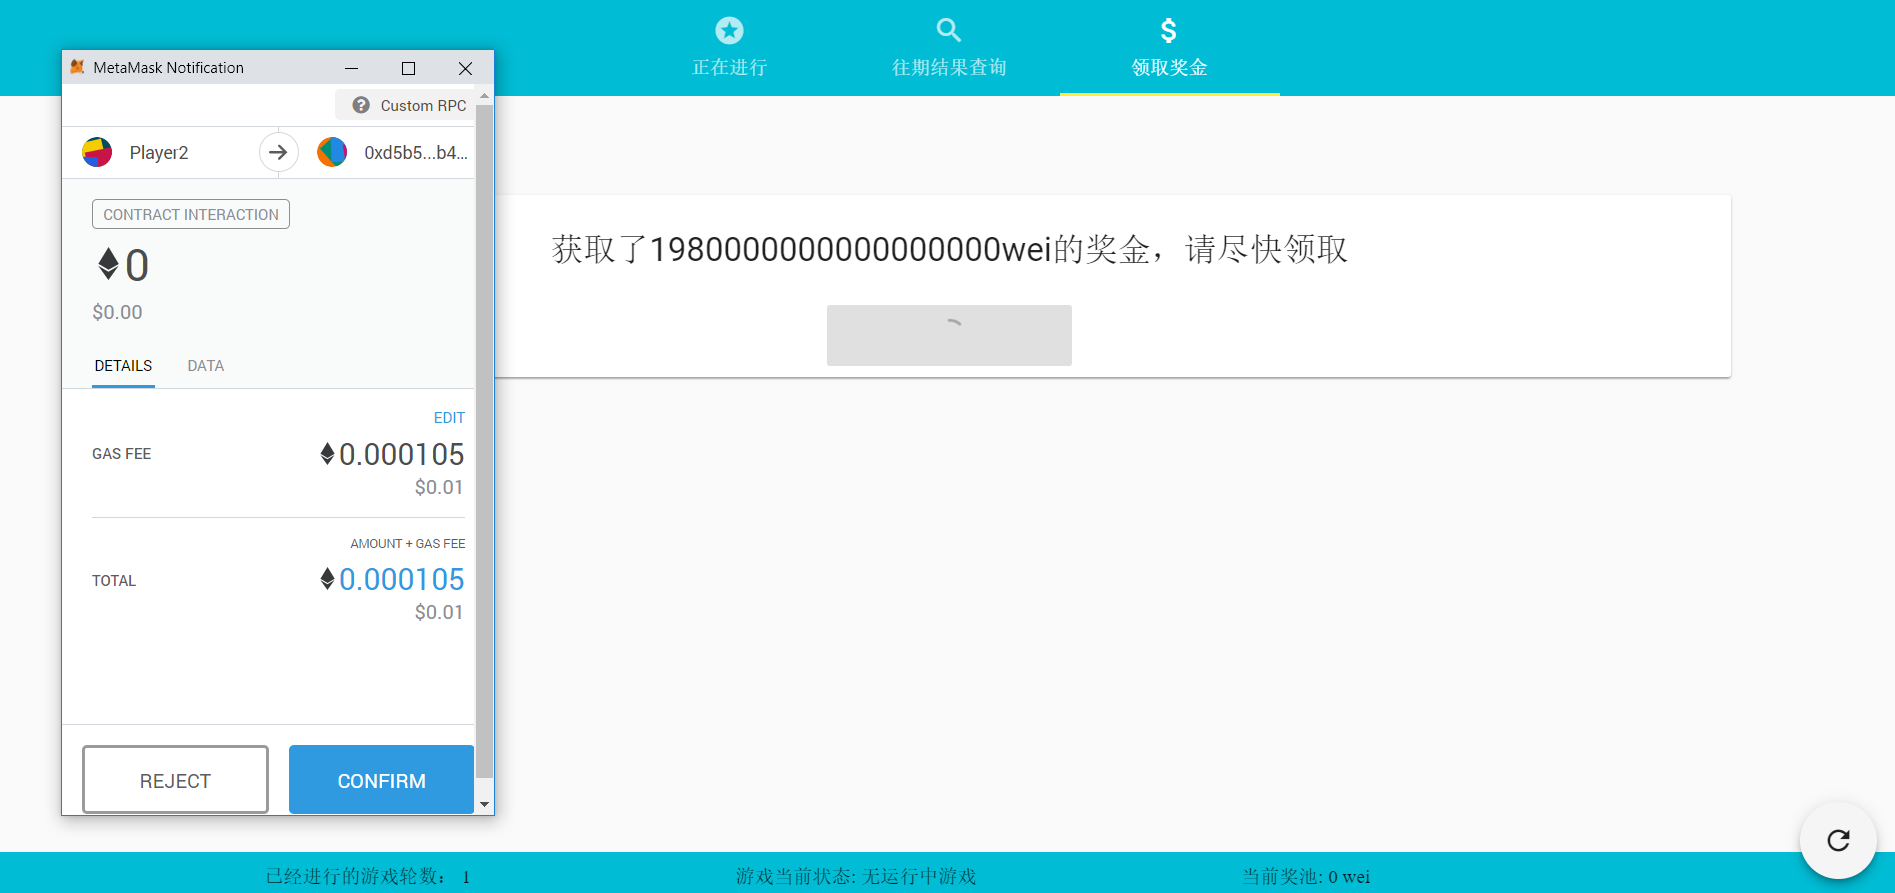 正在进行
往期结果查询
领取奖金
MetaMask Notification
Custom RPC
Player2
0xd5b5...b4...
CONTRACT INTERACTION
0
$0.00
DETAILS
DATA
EDIT
GAS FEE
0.000105
$0.01
AMOUNT + GAS FEE
TOTAL
0.000105
$0.01
REJECT
CONFIRM
获取了1980000000000000000wei的奖金，请尽快领取
已经进行的游戏轮数： 1
游戏当前状态: 无运行中游戏
当前奖池: 0 wei